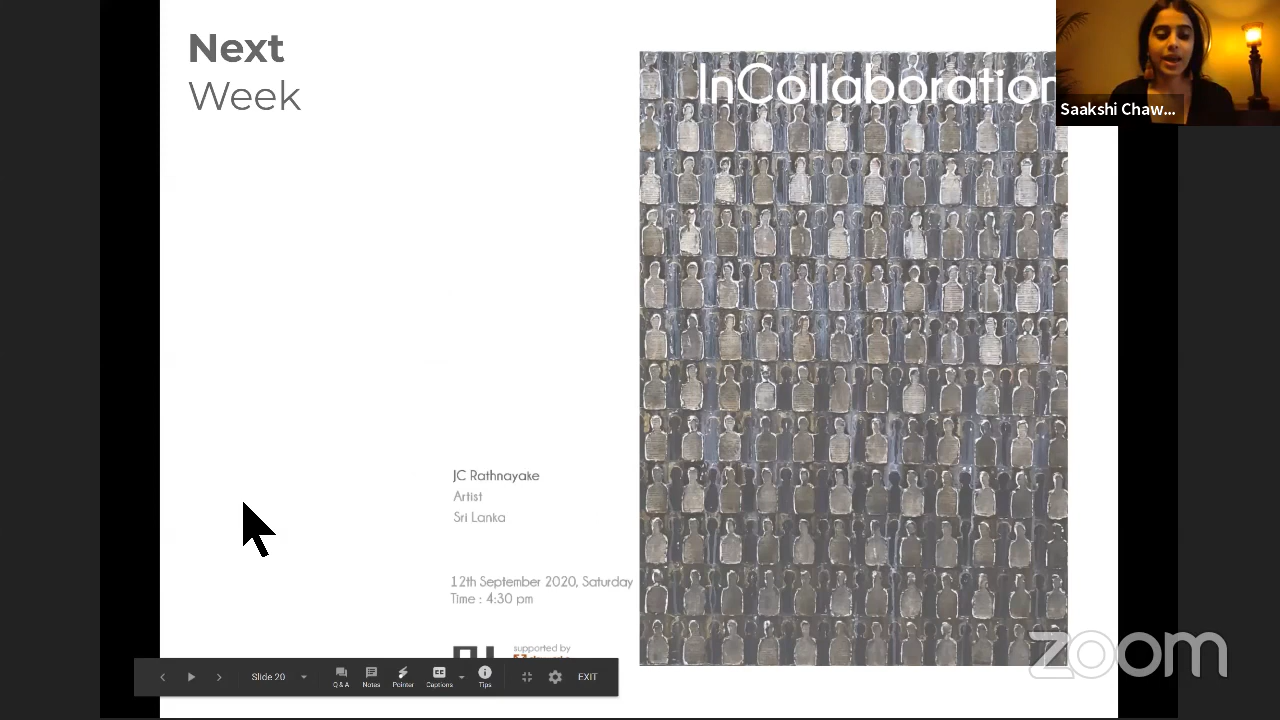 Next
Week
InCollaboration
Saakshi Chaw...
JC Rathnayake
Artist
Sri Lanka
12th September 2020, Saturday
Time : 4:30 pm
supported by
Slide 20
Q & A
Notes
Pointer
Captions
Tips
EXIT
zoom